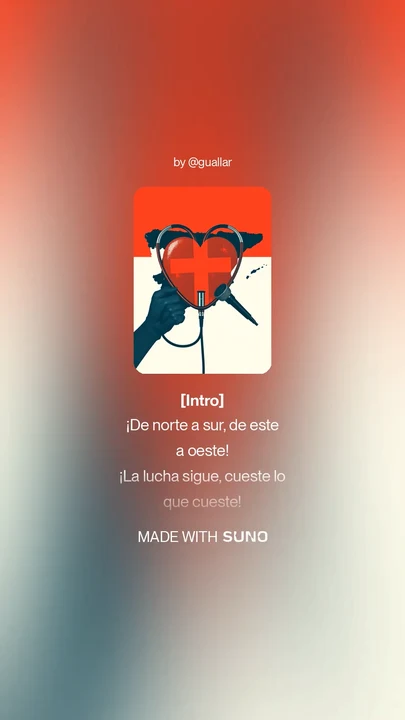 by @guallar
[Intro]
¡De norte a sur, de este
a oeste!
¡La lucha sigue, cueste lo
que cueste!
MADE WITH SUNO